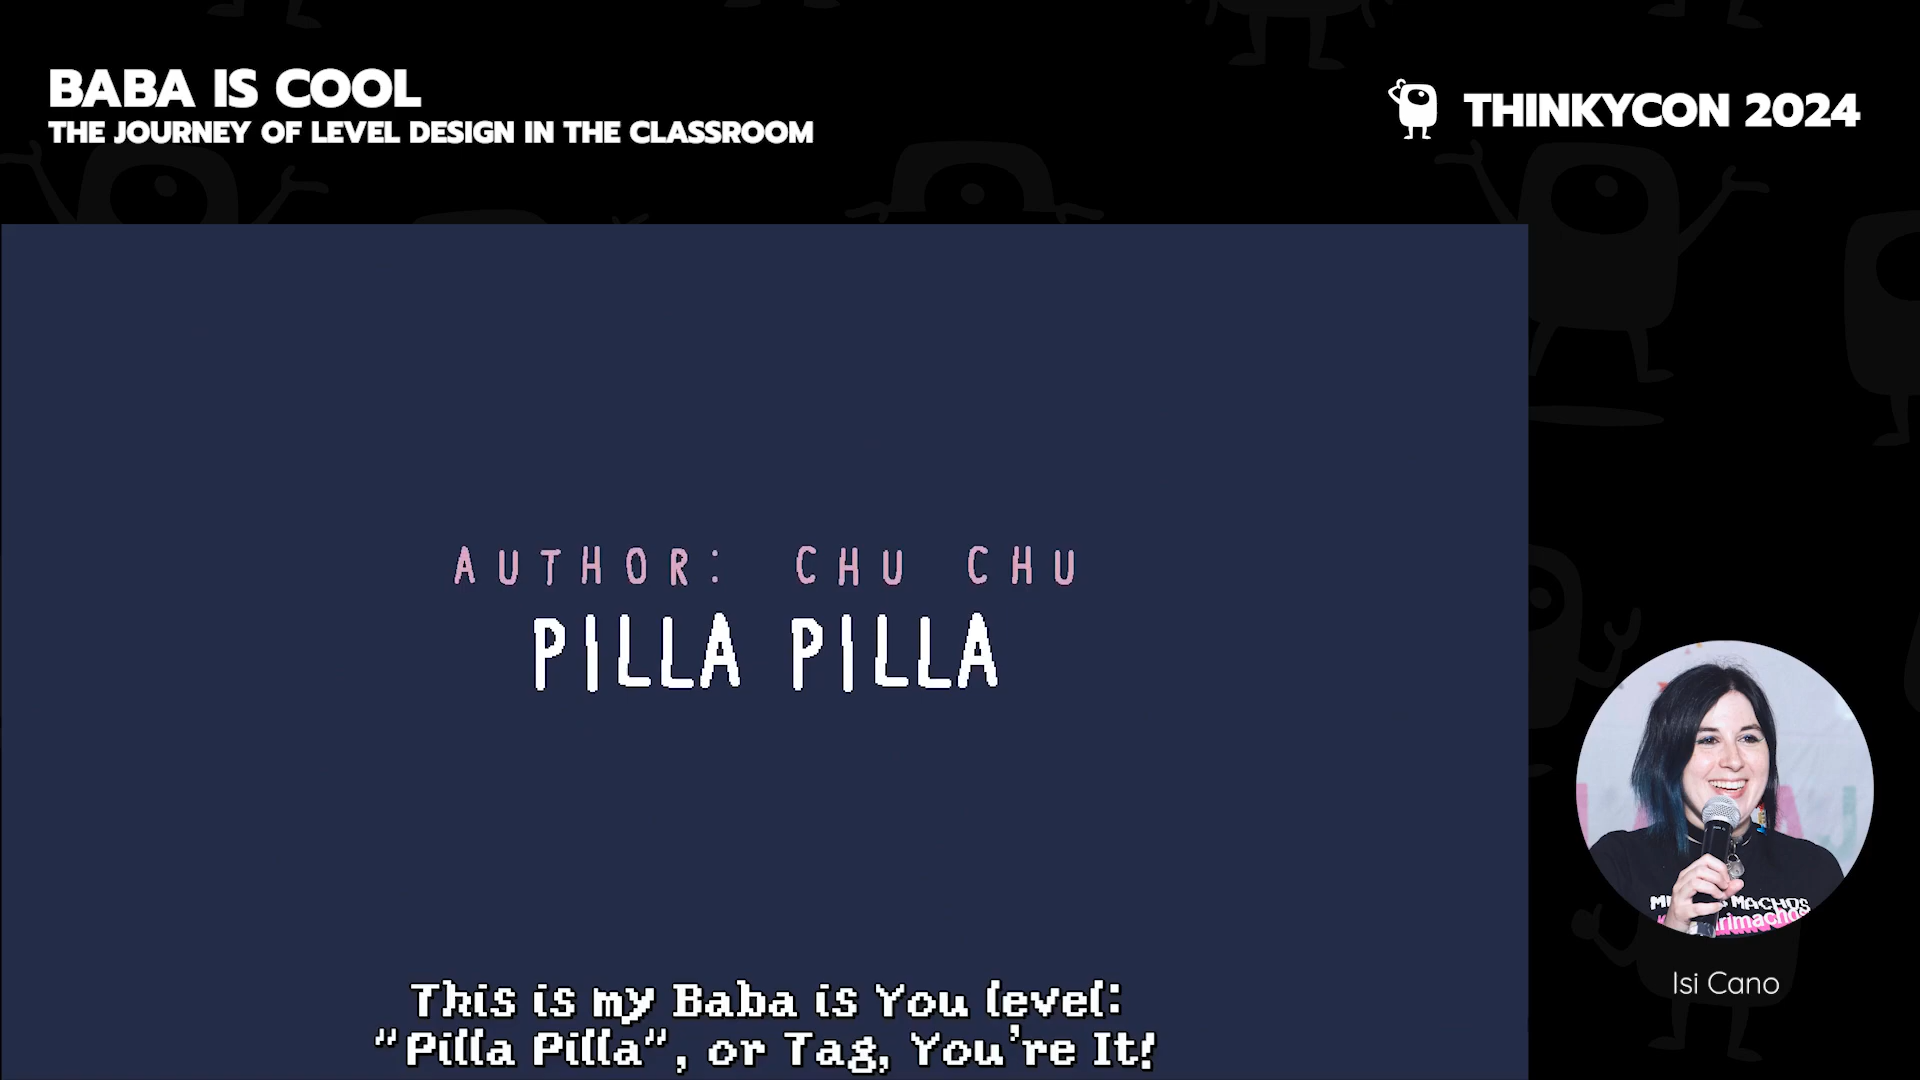 BABA IS COOL
THE JOURNEY OF LEVEL DESIGN IN THE CLASSROOM
THINKYCON 2024
AUTHOR: CHU CHU
PILLA PILLA
This is my Baba is You level:
"Pilla Pilla", or Tag, You're It!
MACHOS
Isi Cano